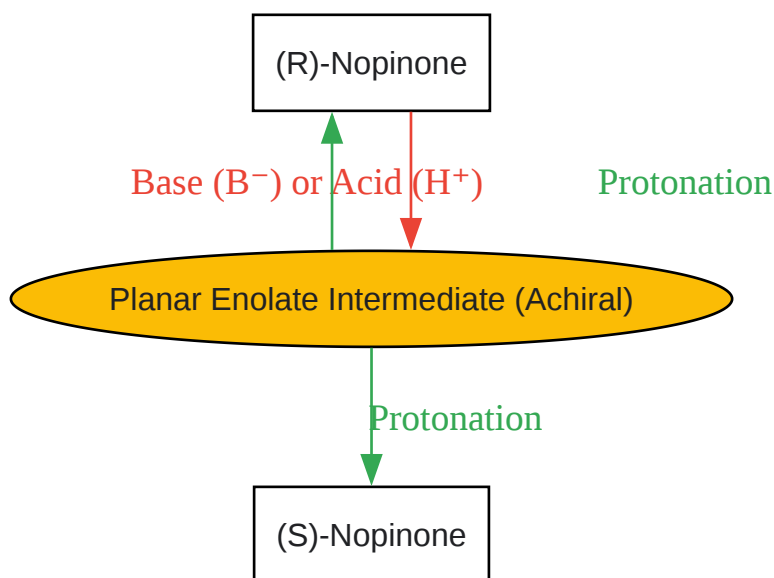 (R)-Nopinone
Base (B⁻) or Acid (H⁺)
Protonation
Planar Enolate Intermediate (Achiral)
Protonation
(S)-Nopinone